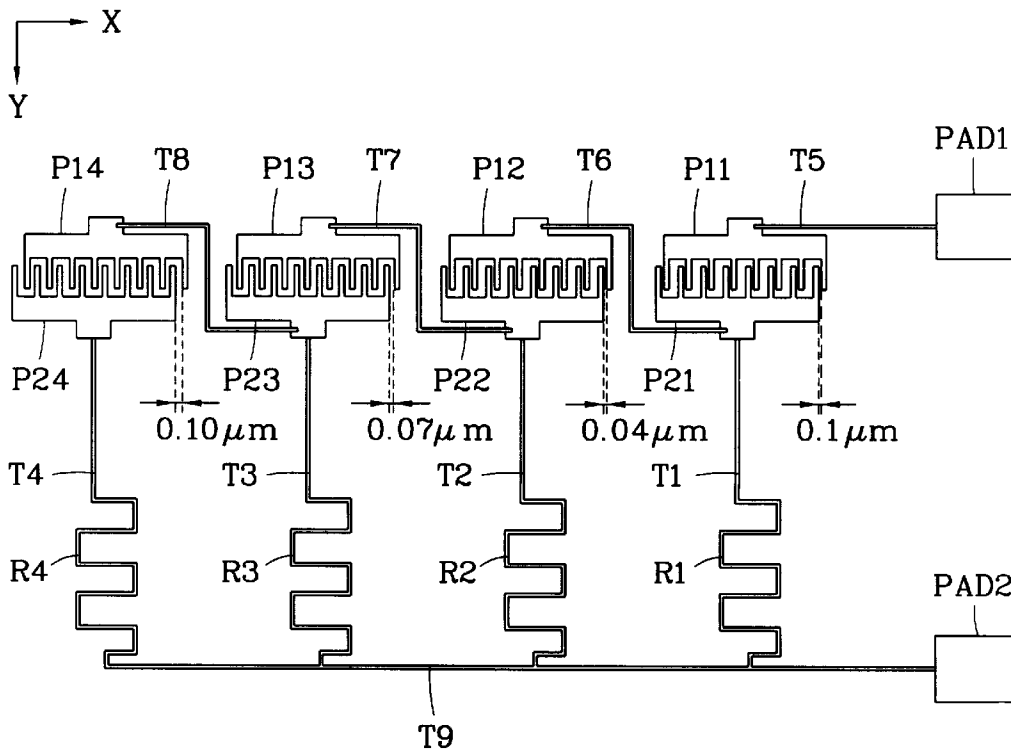 X
Y
PAD1
P14 T8 P13 T7 P12 T6 P11 T5
P24 P23 P22 P21
0.10μm 0.07μm 0.04μm 0.1μm
T4 T3 T2 T1
R4 R3 R2 R1
PAD2
T9